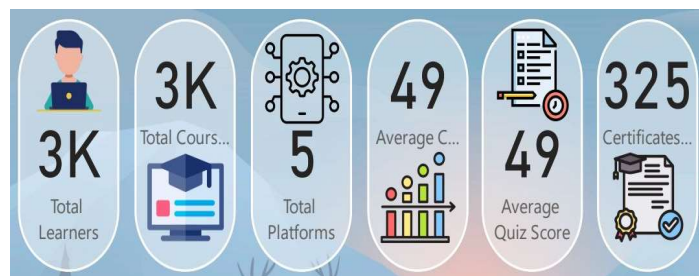 3K
Total
Learners
3K
Total Cours...
5
Total
Platforms
49
Average C...
49
Average
Quiz Score
325
Certificates...